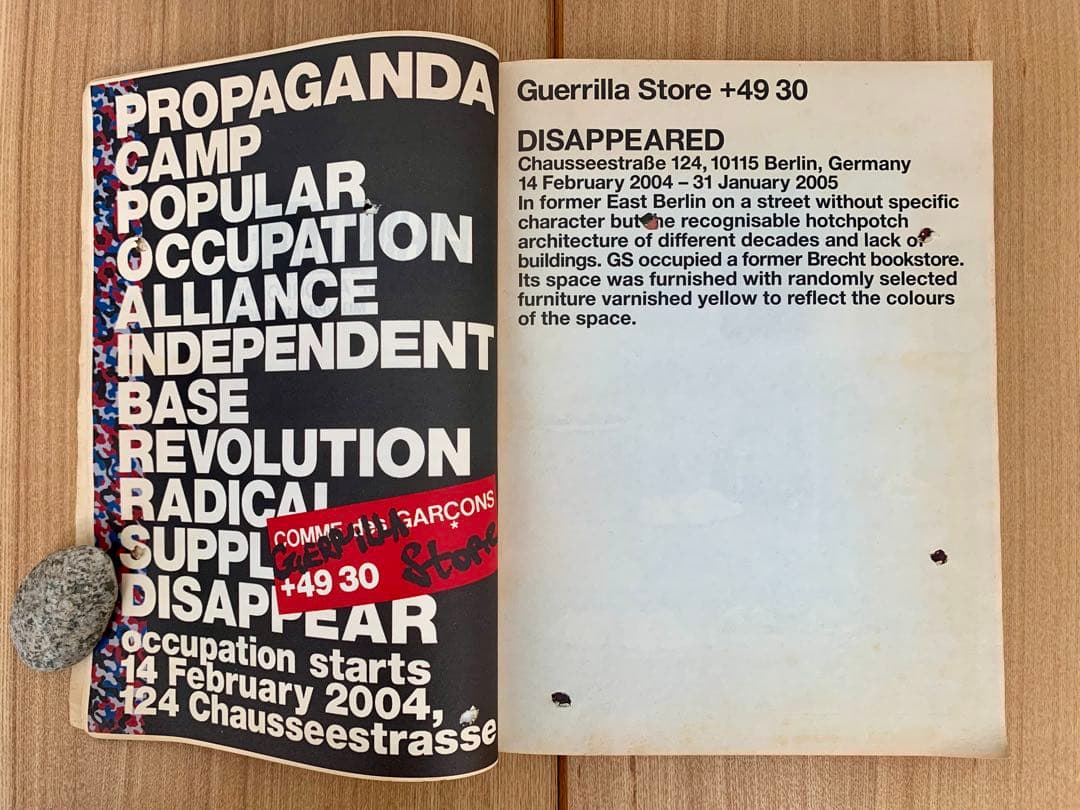 PROPAGANDA
CAMP
POPULAR
OCCUPATION
ALLIANCE
INDEPENDENT
BASE
REVOLUTION
RADICAL
SUPPL
DISAPPEAR
COMME des GARÇONS
GUERRILLA Store
+49 30
occupation starts
14 February 2004,
124 Chausseestrasse
Guerrilla Store +49 30
DISAPPEARED
Chausseestraße 124, 10115 Berlin, Germany
14 February 2004 – 31 January 2005
In former East Berlin on a street without specific
character but he recognisable hotchpotch
architecture of different decades and lack of
buildings. GS occupied a former Brecht bookstore.
Its space was furnished with randomly selected
furniture varnished yellow to reflect the colours
of the space.